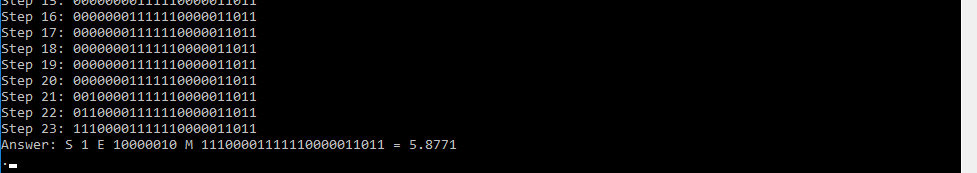 Step 15: 00000000111110000011011
Step 16: 00000001111110000011011
Step 17: 00000001111110000011011
Step 18: 00000001111110000011011
Step 19: 00000001111110000011011
Step 20: 00000001111110000011011
Step 21: 00100001111110000011011
Step 22: 01100001111110000011011
Step 23: 11100001111110000011011
Answer: S 1 E 10000010 M 11100001111110000011011 = 5.8771
.